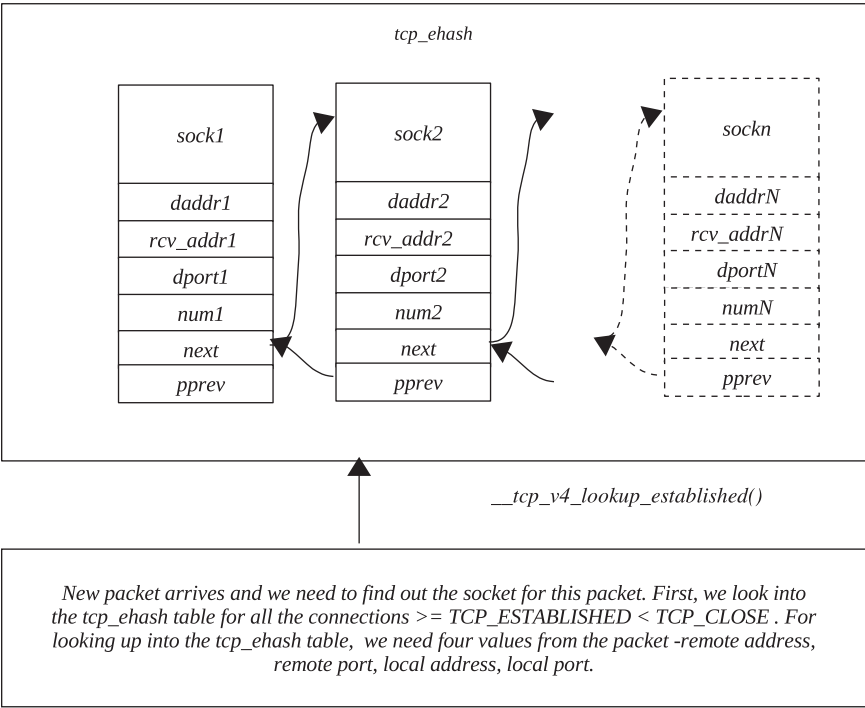 tcp_ehash
sock1
daddr1
rcv_addr1
dport1
num1
next
pprev
sock2
daddr2
rcv_addr2
dport2
num2
next
pprev
sockn
daddrN
rcv_addrN
dportN
numN
next
pprev
__tcp_v4_lookup_established()
New packet arrives and we need to find out the socket for this packet. First, we look into
the tcp_ehash table for all the connections >= TCP_ESTABLISHED < TCP_CLOSE . For
looking up into the tcp_ehash table, we need four values from the packet -remote address,
remote port, local address, local port.